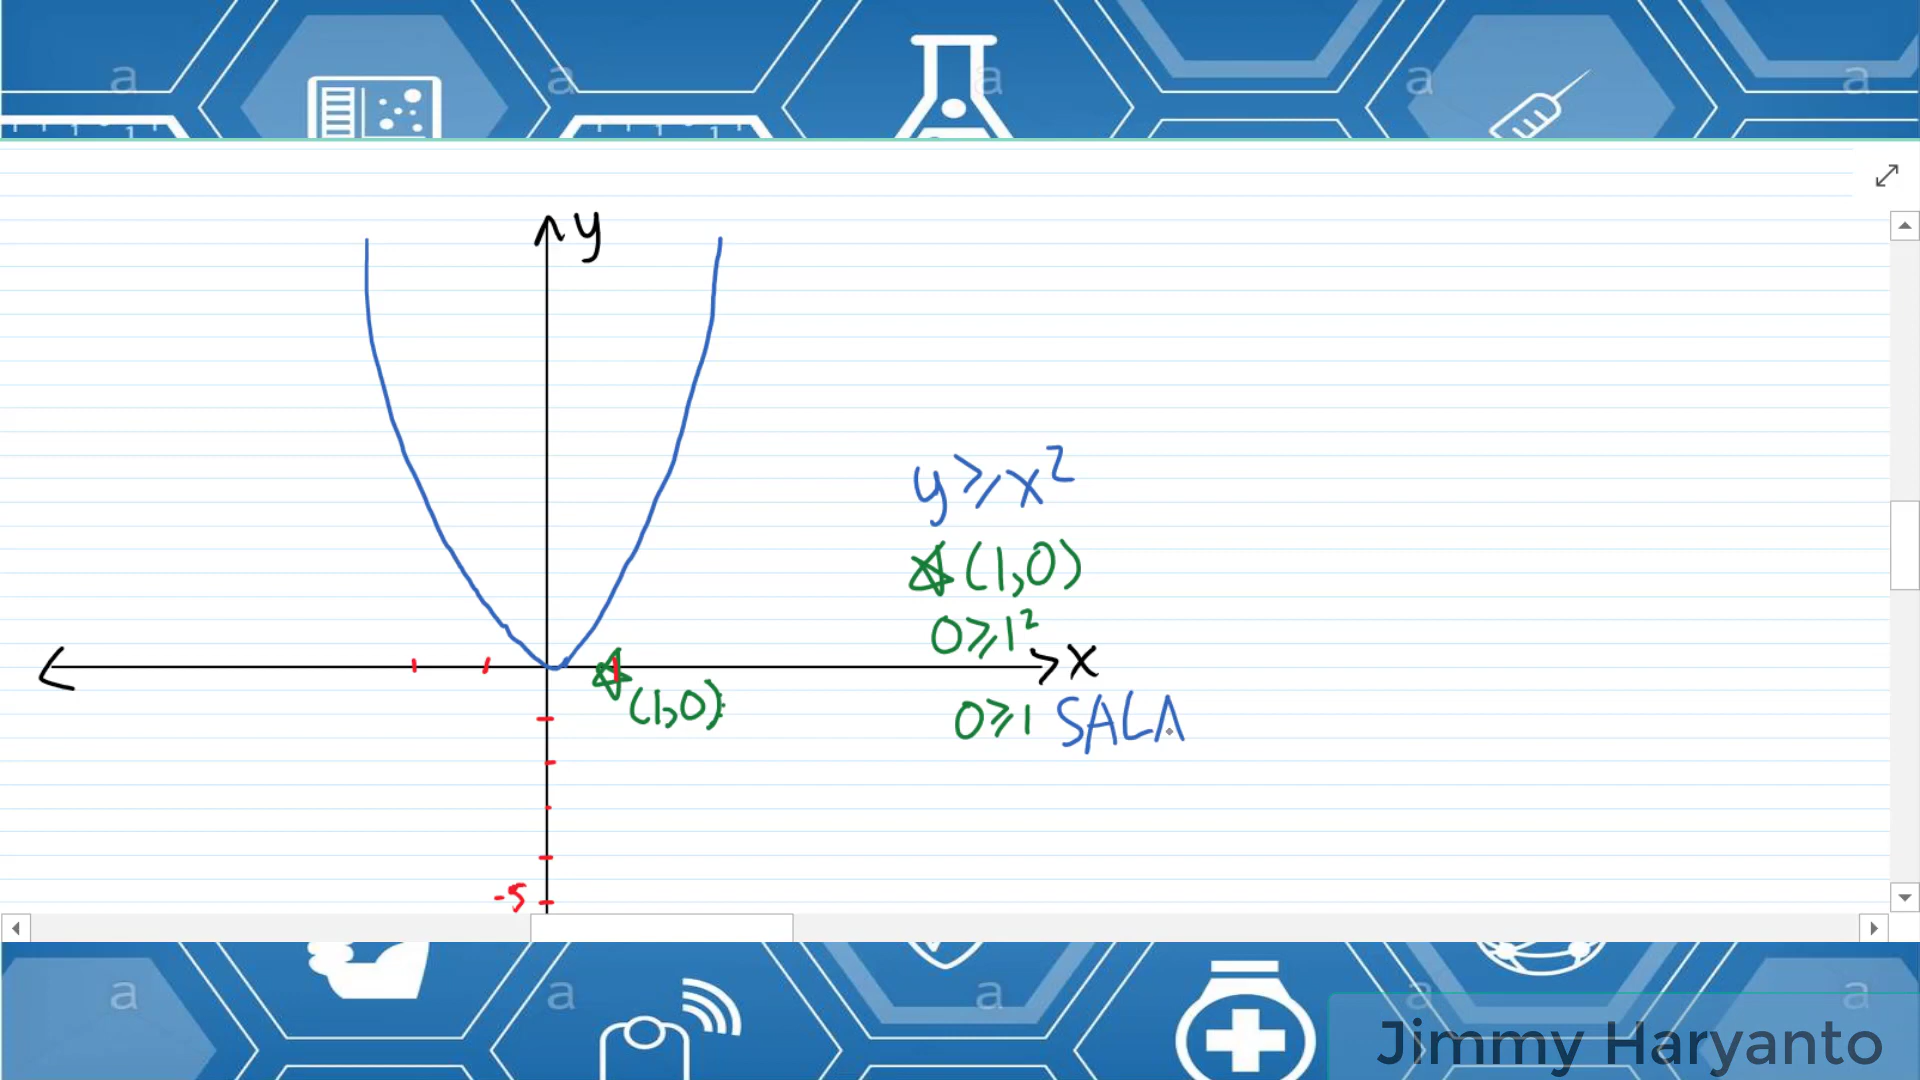 a a a a a
y
y ≥ x²
☆ (1,0)
0 ≥ 1²
x
(1,0)
0 ≥ 1 SALA
-5
a a a a a
Jimmy Haryanto